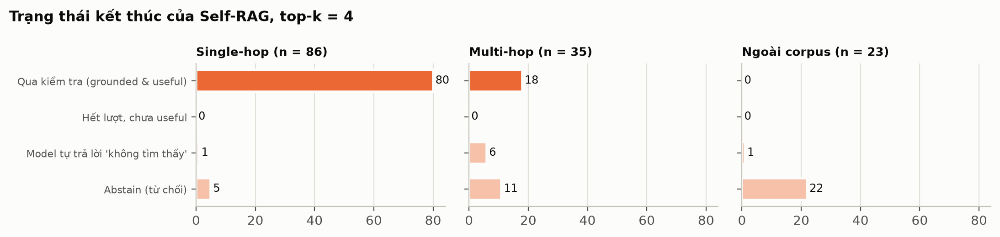 Trạng thái kết thúc của Self-RAG, top-k = 4
Single-hop (n = 86)
Multi-hop (n = 35)
Ngoài corpus (n = 23)
Qua kiểm tra (grounded & useful)
80
18
0
Hết lượt, chưa useful
0
0
0
Model tự trả lời 'không tìm thấy'
1
6
1
Abstain (từ chối)
5
11
22
0 20 40 60 80
0 20 40 60 80
0 20 40 60 80